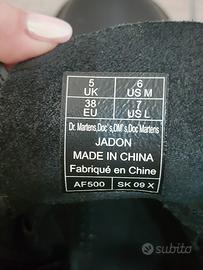 5 6
UK US M
38 7
EU US L
Dr. Martens,Doc's,DM's,Doc Martens
JADON
MADE IN CHINA
Fabriqué en Chine
AF500 SK 09 X
subito